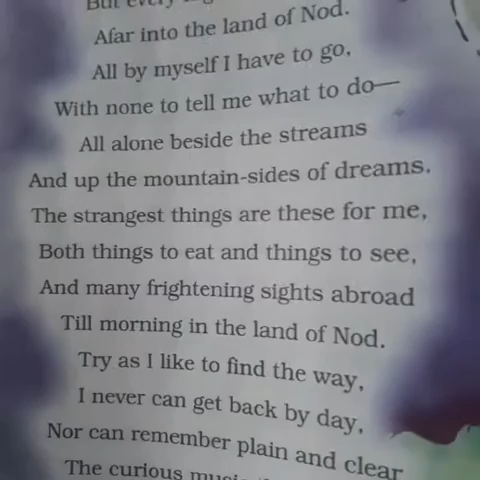 But every
Afar into the land of Nod.
All by myself I have to go,
With none to tell me what to do—
All alone beside the streams
And up the mountain-sides of dreams.
The strangest things are these for me,
Both things to eat and things to see,
And many frightening sights abroad
Till morning in the land of Nod.
Try as I like to find the way,
I never can get back by day,
Nor can remember plain and clear
The curious